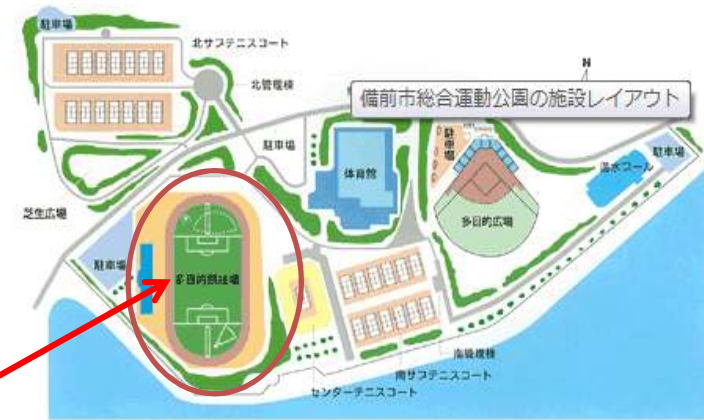 駐車場
北サブテニスコート
北管理棟
N
備前市総合運動公園の施設レイアウト
駐車場
体育館
駐車場
温水プール
駐車場
芝生広場
多目的広場
駐車場
多目的競技場
南管理棟
南サブテニスコート
センターテニスコート